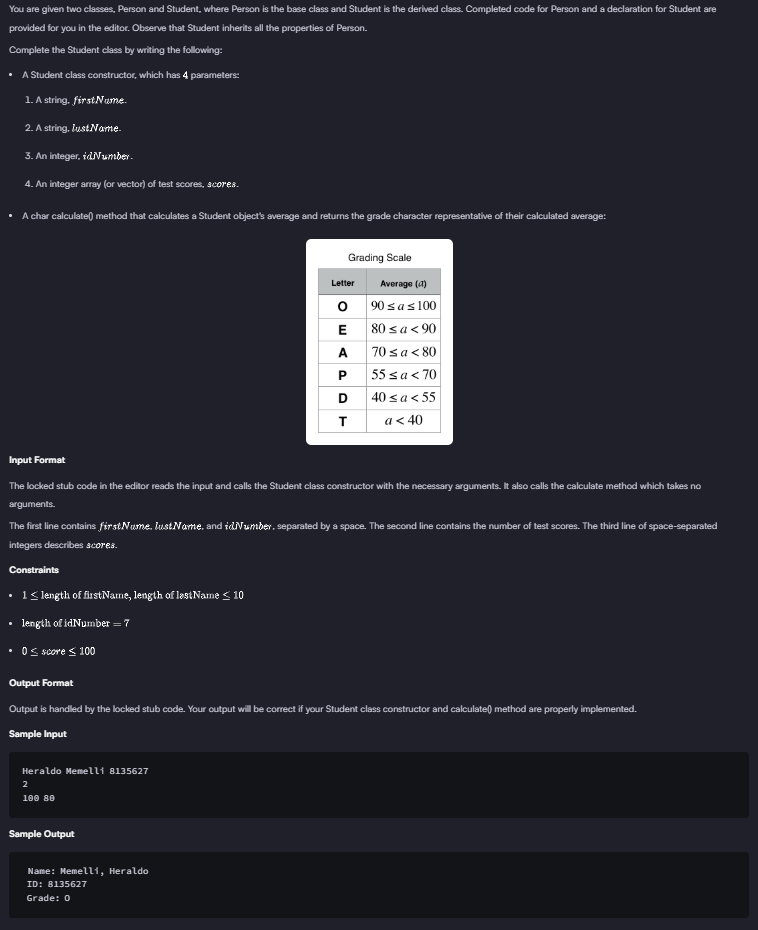 You are given two classes, Person and Student, where Person is the base class and Student is the derived class. Completed code for Person and a declaration for Student are
provided for you in the editor. Observe that Student inherits all the properties of Person.
Complete the Student class by writing the following:
• A Student class constructor, which has 4 parameters:
1. A string, firstName.
2. A string, lastName.
3. An integer, idNumber.
4. An integer array (or vector) of test scores, scores.
• A char calculate() method that calculates a Student object's average and returns the grade character representative of their calculated average:
Grading Scale
Letter Average (a)
O 90 ≤ a ≤ 100
E 80 ≤ a < 90
A 70 ≤ a < 80
P 55 ≤ a < 70
D 40 ≤ a < 55
T a < 40
Input Format
The locked stub code in the editor reads the input and calls the Student class constructor with the necessary arguments. It also calls the calculate method which takes no
arguments.
The first line contains firstName, lastName, and idNumber, separated by a space. The second line contains the number of test scores. The third line of space-separated
integers describes scores.
Constraints
• 1 ≤ length of firstName, length of lastName ≤ 10
• length of idNumber = 7
• 0 ≤ score ≤ 100
Output Format
Output is handled by the locked stub code. Your output will be correct if your Student class constructor and calculate() method are properly implemented.
Sample Input
Heraldo Memelli 8135627
2
100 80
Sample Output
Name: Memelli, Heraldo
ID: 8135627
Grade: O